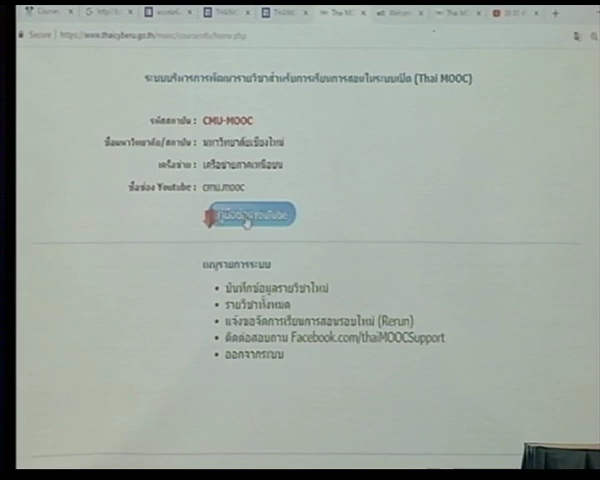 Secure | https://www.thaicyberu.go.th/mooc/courseinfo/home.php
ระบบบริหารการพัฒนารายวิชาสำหรับการเรียนการสอนในระบบเปิด (Thai MOOC)
รหัสสถาบัน : CMU-MOOC
ชื่อมหาวิทยาลัย/สถาบัน : มหาวิทยาลัยเชียงใหม่
เครือข่าย : เครือข่ายภาคเหนือบน
ชื่อช่อง Youtube : cmu.mooc
คู่มือช่อง YouTube
เมนูรายการระบบ
• บันทึกข้อมูลรายวิชาใหม่
• รายวิชาทั้งหมด
• แจ้งขอจัดการเรียนการสอนรอบใหม่ (Rerun)
• ติดต่อสอบถาม Facebook.com/thaiMOOCSupport
• ออกจากระบบ